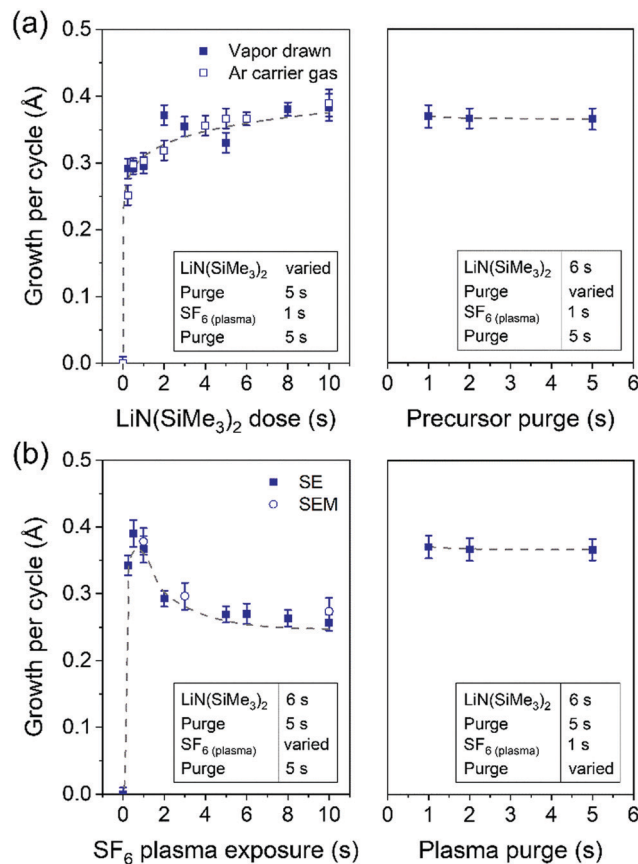 (a)
Vapor drawn
Ar carrier gas
Growth per cycle (Å)
0.5
0.4
0.3
0.2
0.1
0.0
LiN(SiMe3)2 varied
Purge 5 s
SF6 (plasma) 1 s
Purge 5 s
0 2 4 6 8 10
LiN(SiMe3)2 dose (s)
LiN(SiMe3)2 6 s
Purge varied
SF6 (plasma) 1 s
Purge 5 s
0 1 2 3 4 5 6
Precursor purge (s)
(b)
SE
SEM
Growth per cycle (Å)
0.5
0.4
0.3
0.2
0.1
0.0
LiN(SiMe3)2 6 s
Purge 5 s
SF6 (plasma) varied
Purge 5 s
0 2 4 6 8 10
SF6 plasma exposure (s)
LiN(SiMe3)2 6 s
Purge 5 s
SF6 (plasma) 1 s
Purge varied
0 1 2 3 4 5 6
Plasma purge (s)